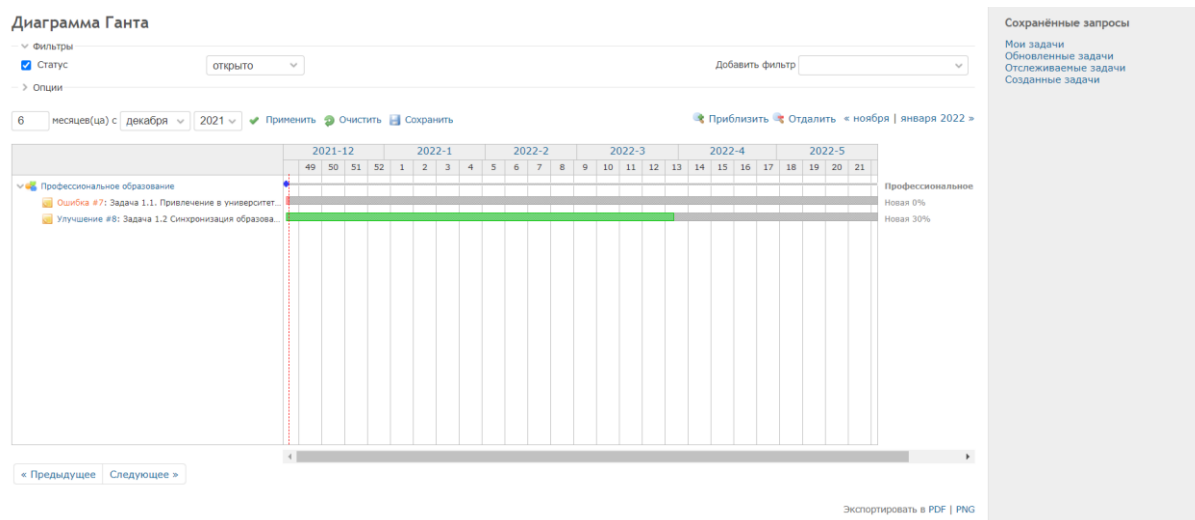 Диаграмма Ганта
Фильтры
Статус открыто Добавить фильтр
Опции
6 месяцев(ца) с декабря 2021 Применить Очистить Сохранить Приблизить Отдалить « ноября | января 2022 »
2021-12 2022-1 2022-2 2022-3 2022-4 2022-5
49 50 51 52 1 2 3 4 5 6 7 8 9 10 11 12 13 14 15 16 17 18 19 20 21
Профессиональное образование Профессиональное
Ошибка #7: Задача 1.1. Привлечение в университет... Новая 0%
Улучшение #8: Задача 1.2 Синхронизация образова... Новая 30%
« Предыдущее Следующее »
Экспортировать в PDF | PNG
Сохранённые запросы
Мои задачи
Обновленные задачи
Отслеживаемые задачи
Созданные задачи